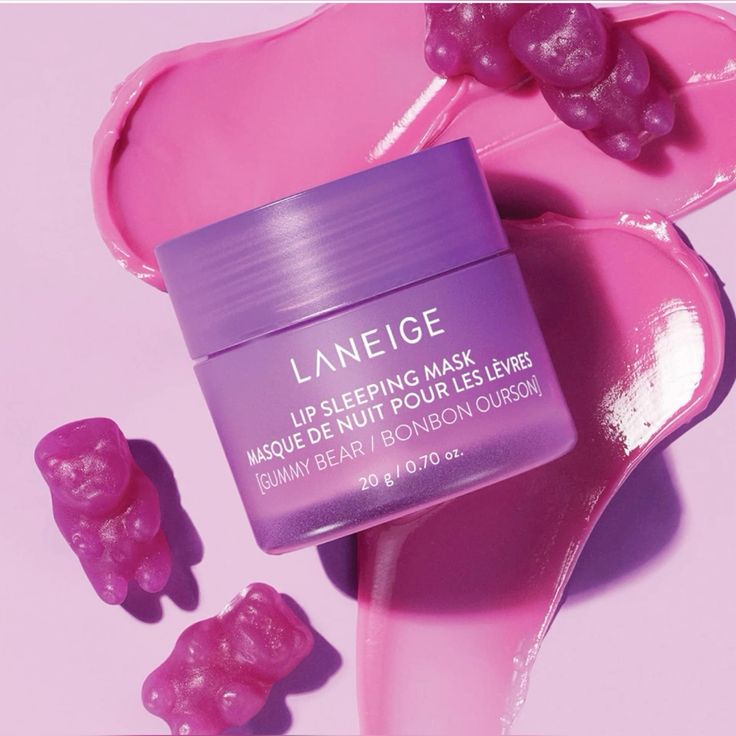 LANEIGE
LIP SLEEPING MASK
MASQUE DE NUIT POUR LES LÈVRES
[GUMMY BEAR / BONBON OURSON]
20 g / 0.70 oz.